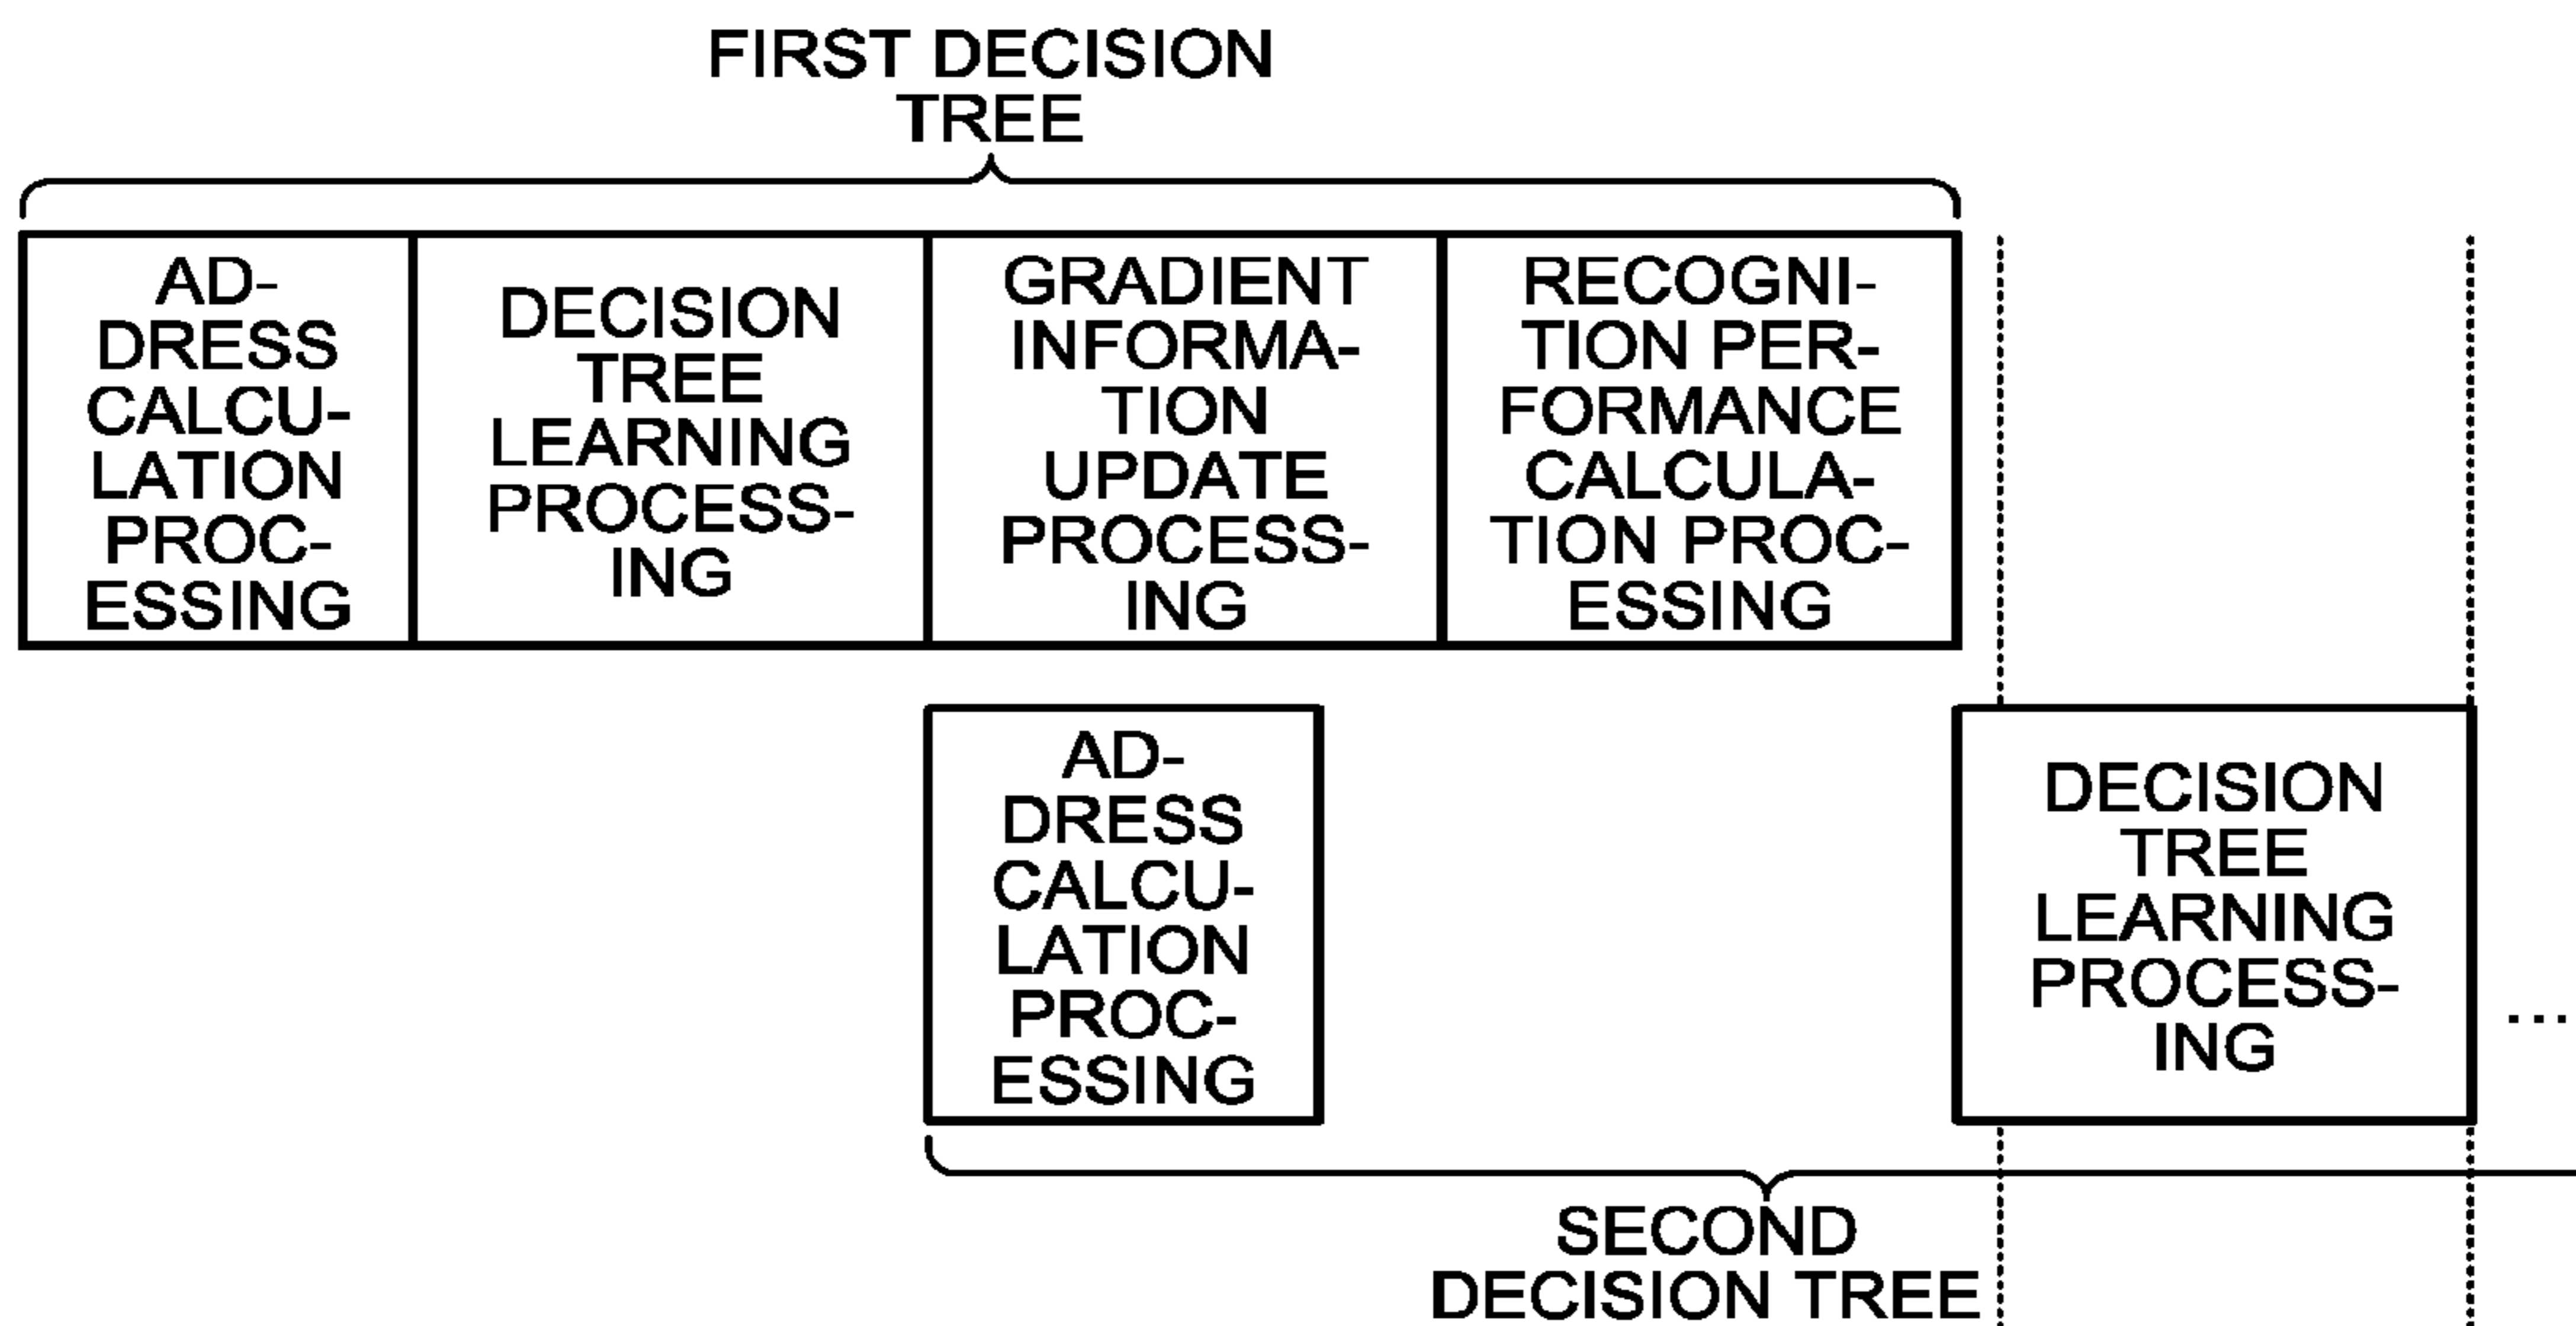 FIRST DECISION
TREE
AD-
DRESS
CALCU-
LATION
PROC-
ESSING
DECISION
TREE
LEARNING
PROCESS-
ING
GRADIENT
INFORMA-
TION
UPDATE
PROCESS-
ING
RECOGNI-
TION PER-
FORMANCE
CALCULA-
TION PROC-
ESSING
AD-
DRESS
CALCU-
LATION
PROC-
ESSING
DECISION
TREE
LEARNING
PROCESS-
ING
...
SECOND
DECISION TREE